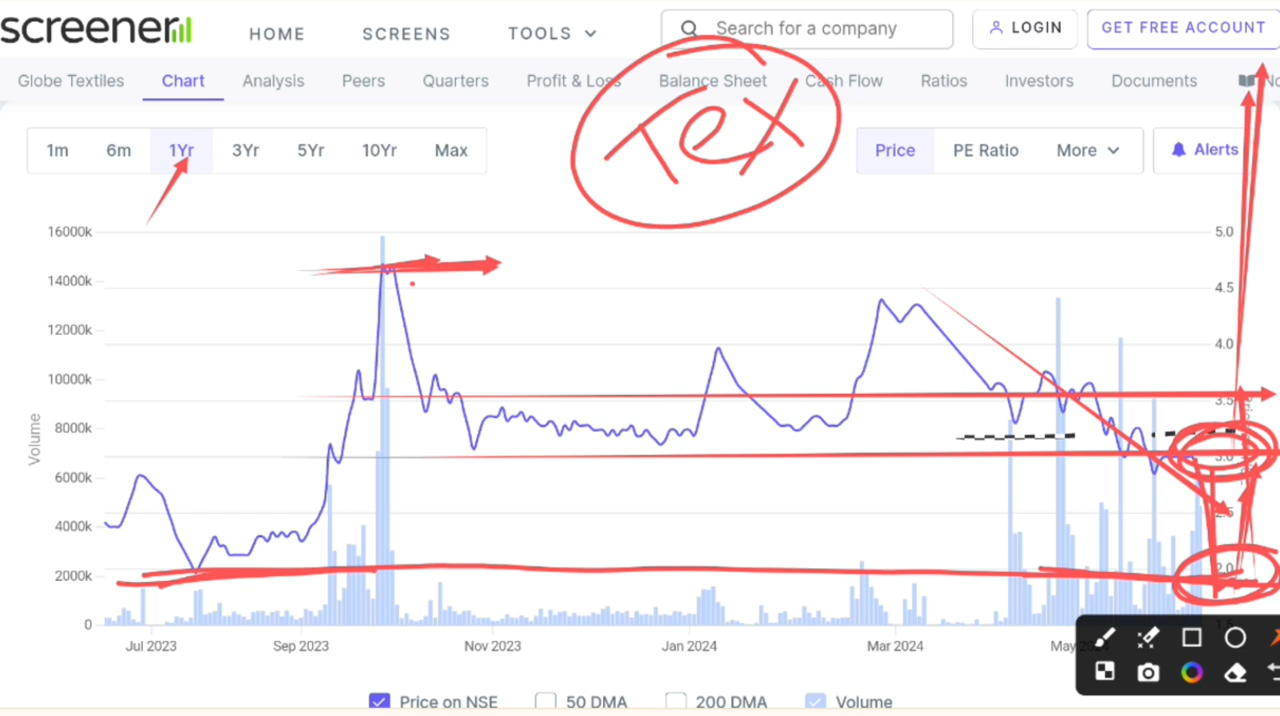 screener HOME SCREENS TOOLS Search for a company LOGIN GET FREE ACCOUNT
Globe Textiles Chart Analysis Peers Quarters Profit & Loss Balance Sheet Cash Flow Ratios Investors Documents
Tex
1m 6m 1Yr 3Yr 5Yr 10Yr Max Price PE Ratio More Alerts
16000k 5.0
14000k 4.5
12000k 4.0
10000k 3.5
8000k 3.0
6000k 2.5
4000k 2.0
2000k 1.5
0
Volume
Jul 2023 Sep 2023 Nov 2023 Jan 2024 Mar 2024 May
Price on NSE 50 DMA 200 DMA Volume